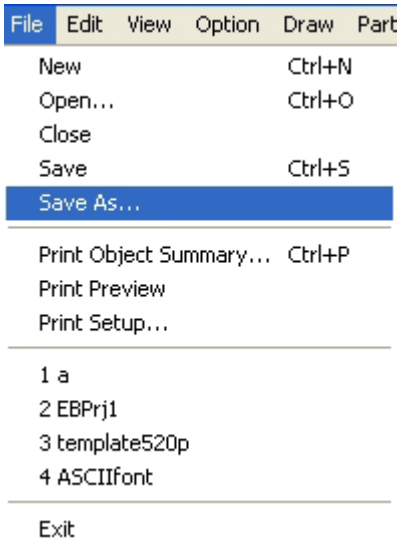 File Edit View Option Draw Part
New Ctrl+N
Open... Ctrl+O
Close
Save Ctrl+S
Save As...
Print Object Summary... Ctrl+P
Print Preview
Print Setup...
1 a
2 EBPrj1
3 template520p
4 ASCIIfont
Exit